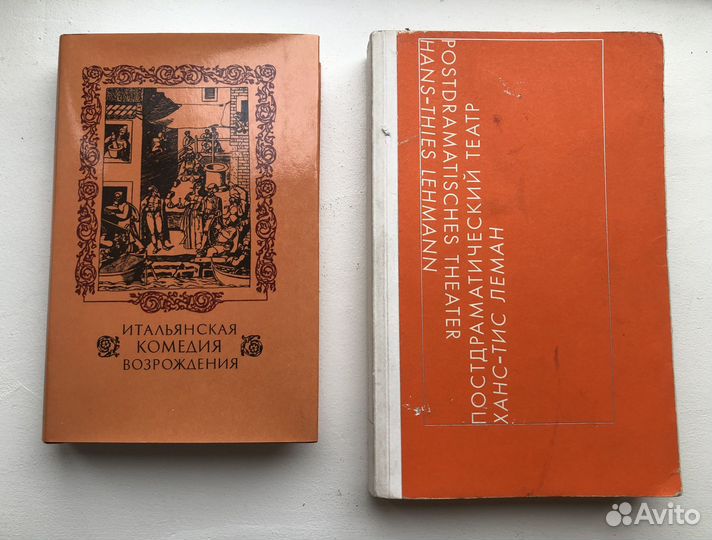 ИТАЛЬЯНСКАЯ
КОМЕДИЯ
ВОЗРОЖДЕНИЯ
HANS-THIES LEHMANN
POSTDRAMATISCHES THEATER
ПОСТДРАМАТИЧЕСКИЙ ТЕАТР
ХАНС-ТИС ЛЕМАН
Avito